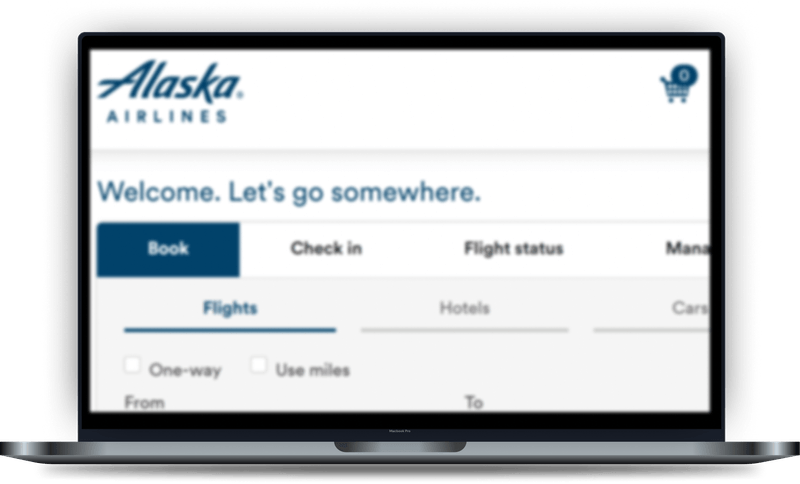 Alaska®
AIRLINES
0
Welcome. Let's go somewhere.
Book Check in Flight status Mana
Flights Hotels Cars
One-way Use miles
From To